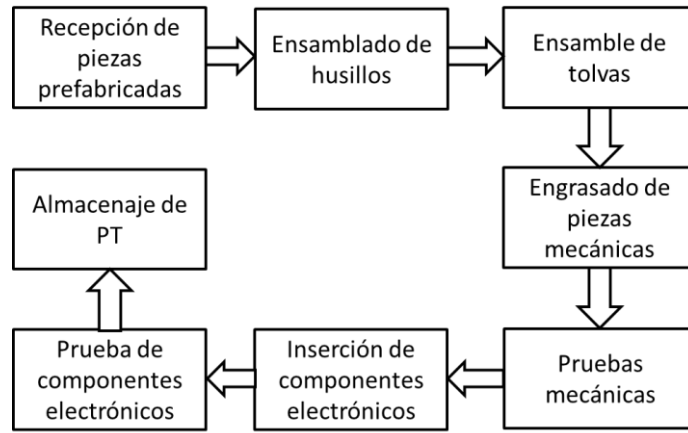 Recepción de
piezas
prefabricadas
Ensamblado de
husillos
Ensamble de
tolvas
Engrasado de
piezas
mecánicas
Pruebas
mecánicas
Inserción de
componentes
electrónicos
Prueba de
componentes
electrónicos
Almacenaje de
PT